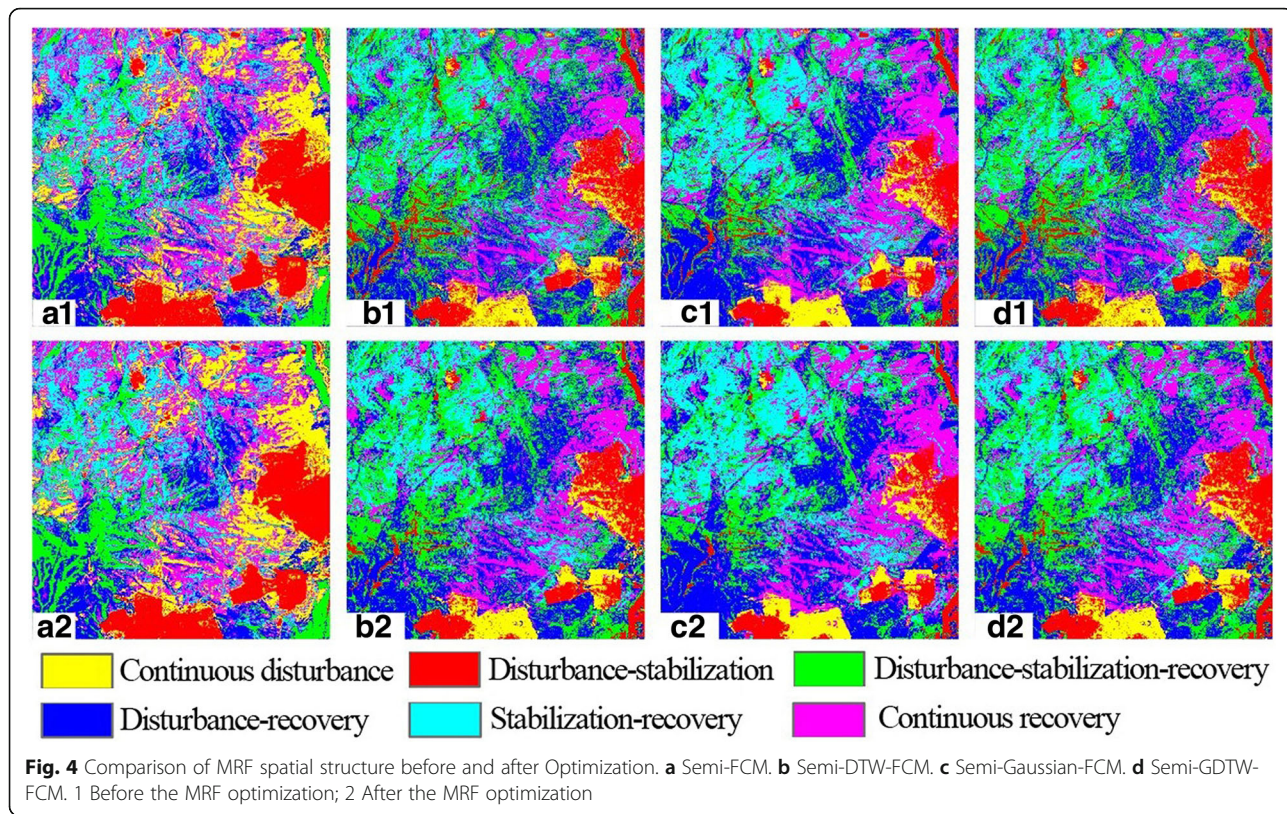 a1 b1 c1 d1
a2 b2 c2 d2
Continuous disturbance Disturbance-stabilization Disturbance-stabilization-recovery
Disturbance-recovery Stabilization-recovery Continuous recovery
Fig. 4 Comparison of MRF spatial structure before and after Optimization. a Semi-FCM. b Semi-DTW-FCM. c Semi-Gaussian-FCM. d Semi-GDTW-
FCM. 1 Before the MRF optimization; 2 After the MRF optimization